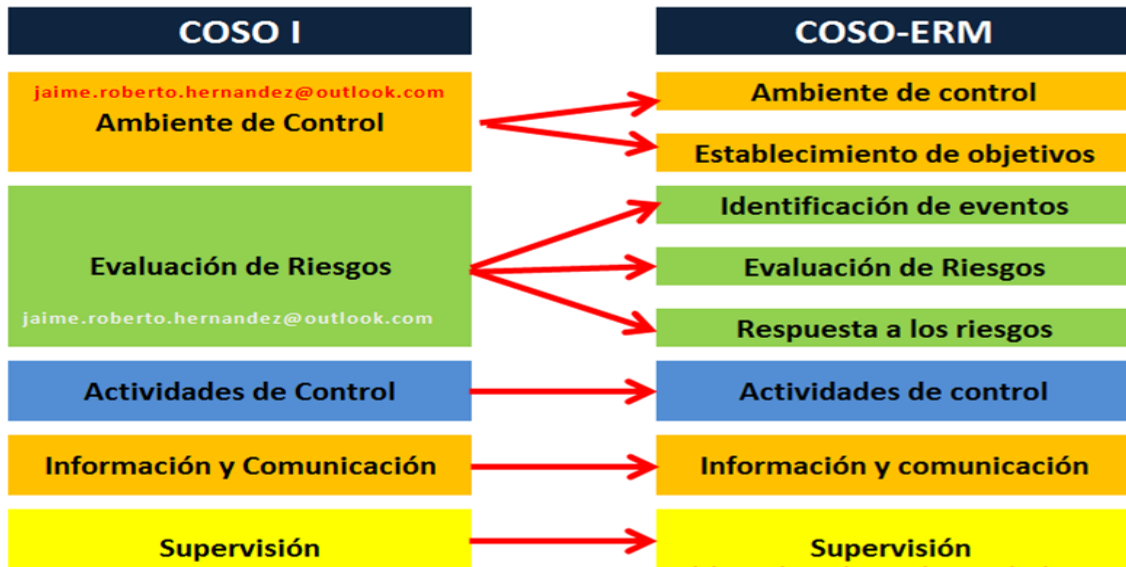 COSO I
COSO-ERM
jaime.roberto.hernandez@outlook.com
Ambiente de Control
Ambiente de control
Establecimiento de objetivos
Evaluación de Riesgos
jaime.roberto.hernandez@outlook.com
Identificación de eventos
Evaluación de Riesgos
Respuesta a los riesgos
Actividades de Control
Actividades de control
Información y Comunicación
Información y comunicación
Supervisión
Supervisión